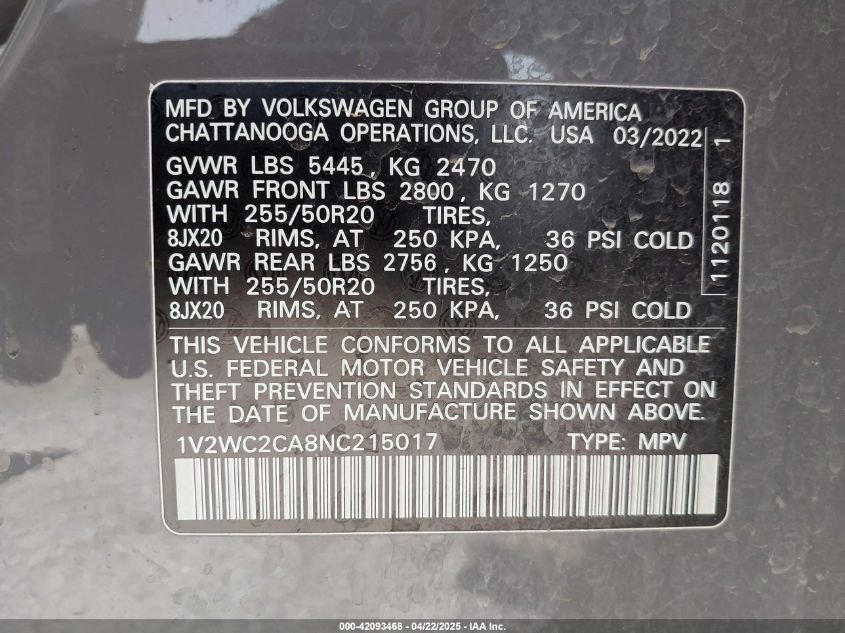 MFD BY VOLKSWAGEN GROUP OF AMERICA
CHATTANOOGA OPERATIONS, LLC. USA 03/2022
GVWR LBS 5445, KG 2470
GAWR FRONT LBS 2800, KG 1270
WITH 255/50R20 TIRES,
8JX20 RIMS, AT 250 KPA, 36 PSI COLD
GAWR REAR LBS 2756, KG 1250
WITH 255/50R20 TIRES,
8JX20 RIMS, AT 250 KPA, 36 PSI COLD
1120118 1
THIS VEHICLE CONFORMS TO ALL APPLICABLE
U.S. FEDERAL MOTOR VEHICLE SAFETY AND
THEFT PREVENTION STANDARDS IN EFFECT ON
THE DATE OF MANUFACTURE SHOWN ABOVE.
1V2WC2CA8NC215017 TYPE: MPV
000-42093468 - 04/22/2025 - IAA Inc.